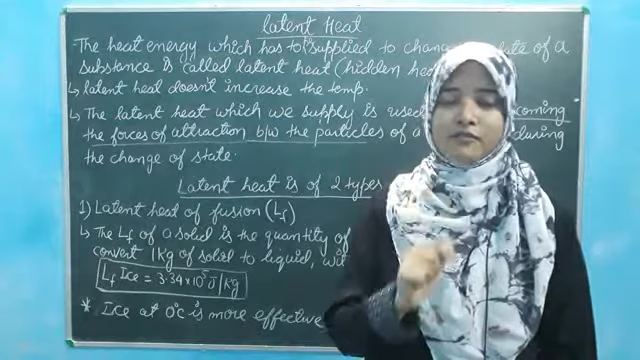 Latent Heat
The heat energy which has to supplied to change of a
substance is called latent heat (hidden
↳ latent heat doesn't increase the temp.
↳ The latent heat which we supply is used coming
the forces of attraction b/w the particles of a during
the change of state.
Latent heat is of 2 types
1) Latent heat of fusion (Lf)
↳ The Lf of a solid is the quantity of
convert 1kg of solid to liquid,
Lf Ice = 3.34 × 10⁵ J/kg
* Ice at 0°c is more effective